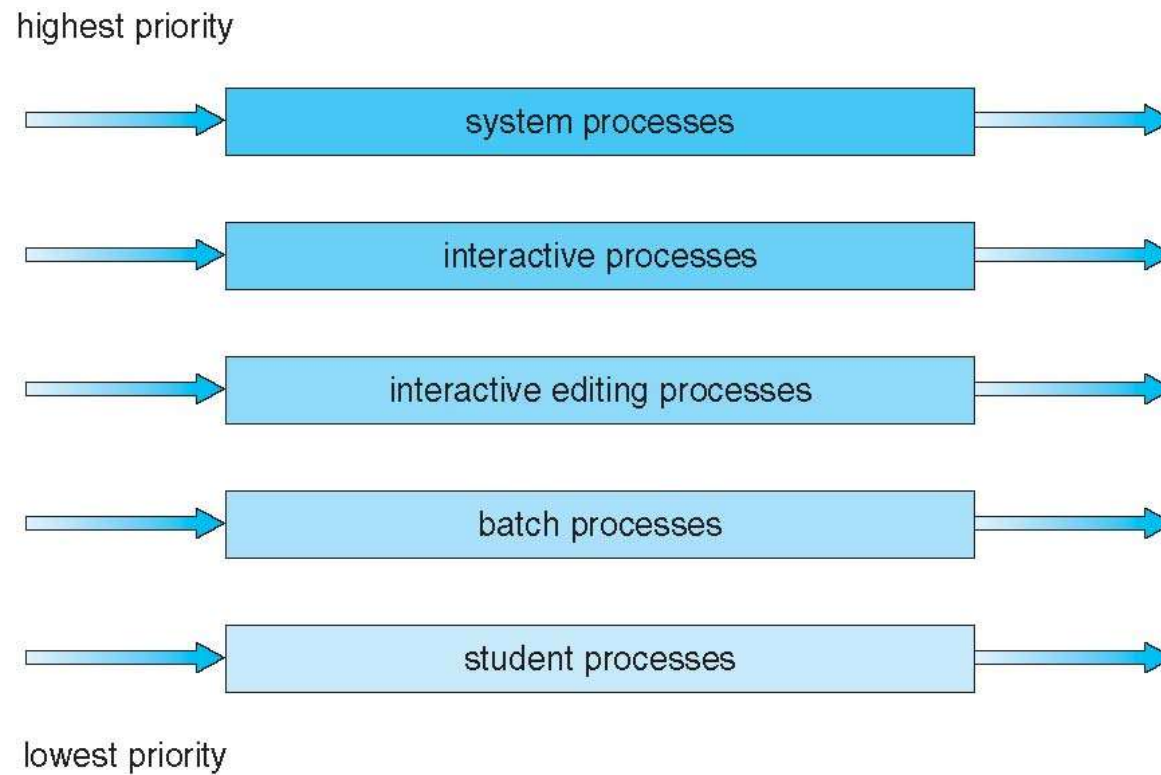 highest priority
system processes
interactive processes
interactive editing processes
batch processes
student processes
lowest priority